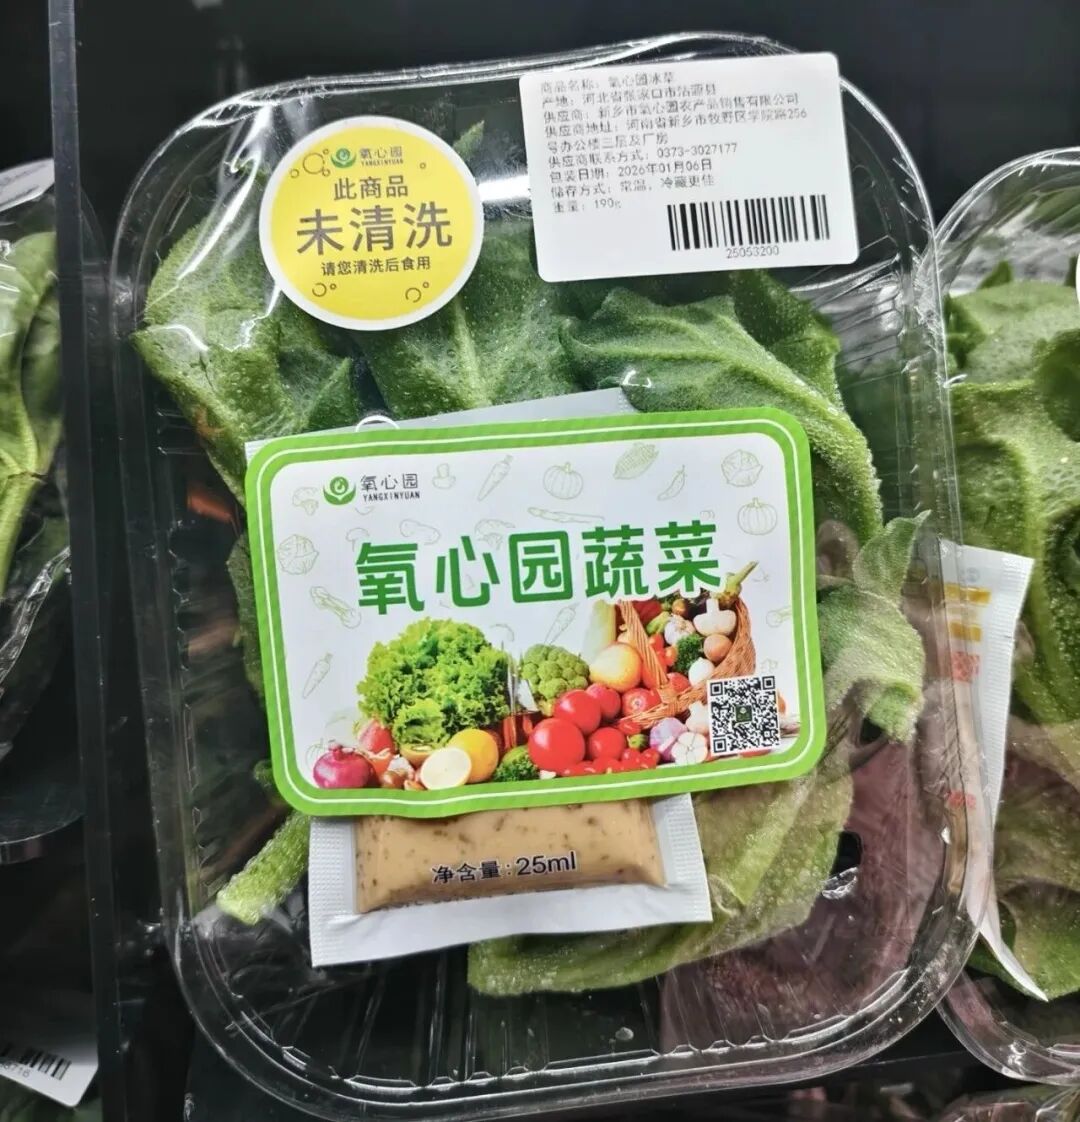 商品名称：氧心园冰草
产地：河北省张家口市沽源县
供应商：新乡市氧心园农产品销售有限公司
供应商地址：河南省新乡市牧野区学院路256
号办公楼三层及厂房
供应商联系方式：0373-3027177
包装日期：2026年01月06日
储存方式：常温，冷藏更佳
重量：190g
25053200
氧心园
YANGXINYUAN
此商品
未清洗
请您清洗后食用
氧心园
YANGXINYUAN
氧心园蔬菜
净含量：25ml